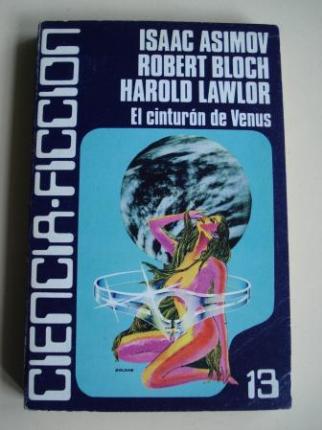 ISAAC ASIMOV
ROBERT BLOCH
HAROLD LAWLOR
El cinturón de Venus
CIENCIA-FICCION
13